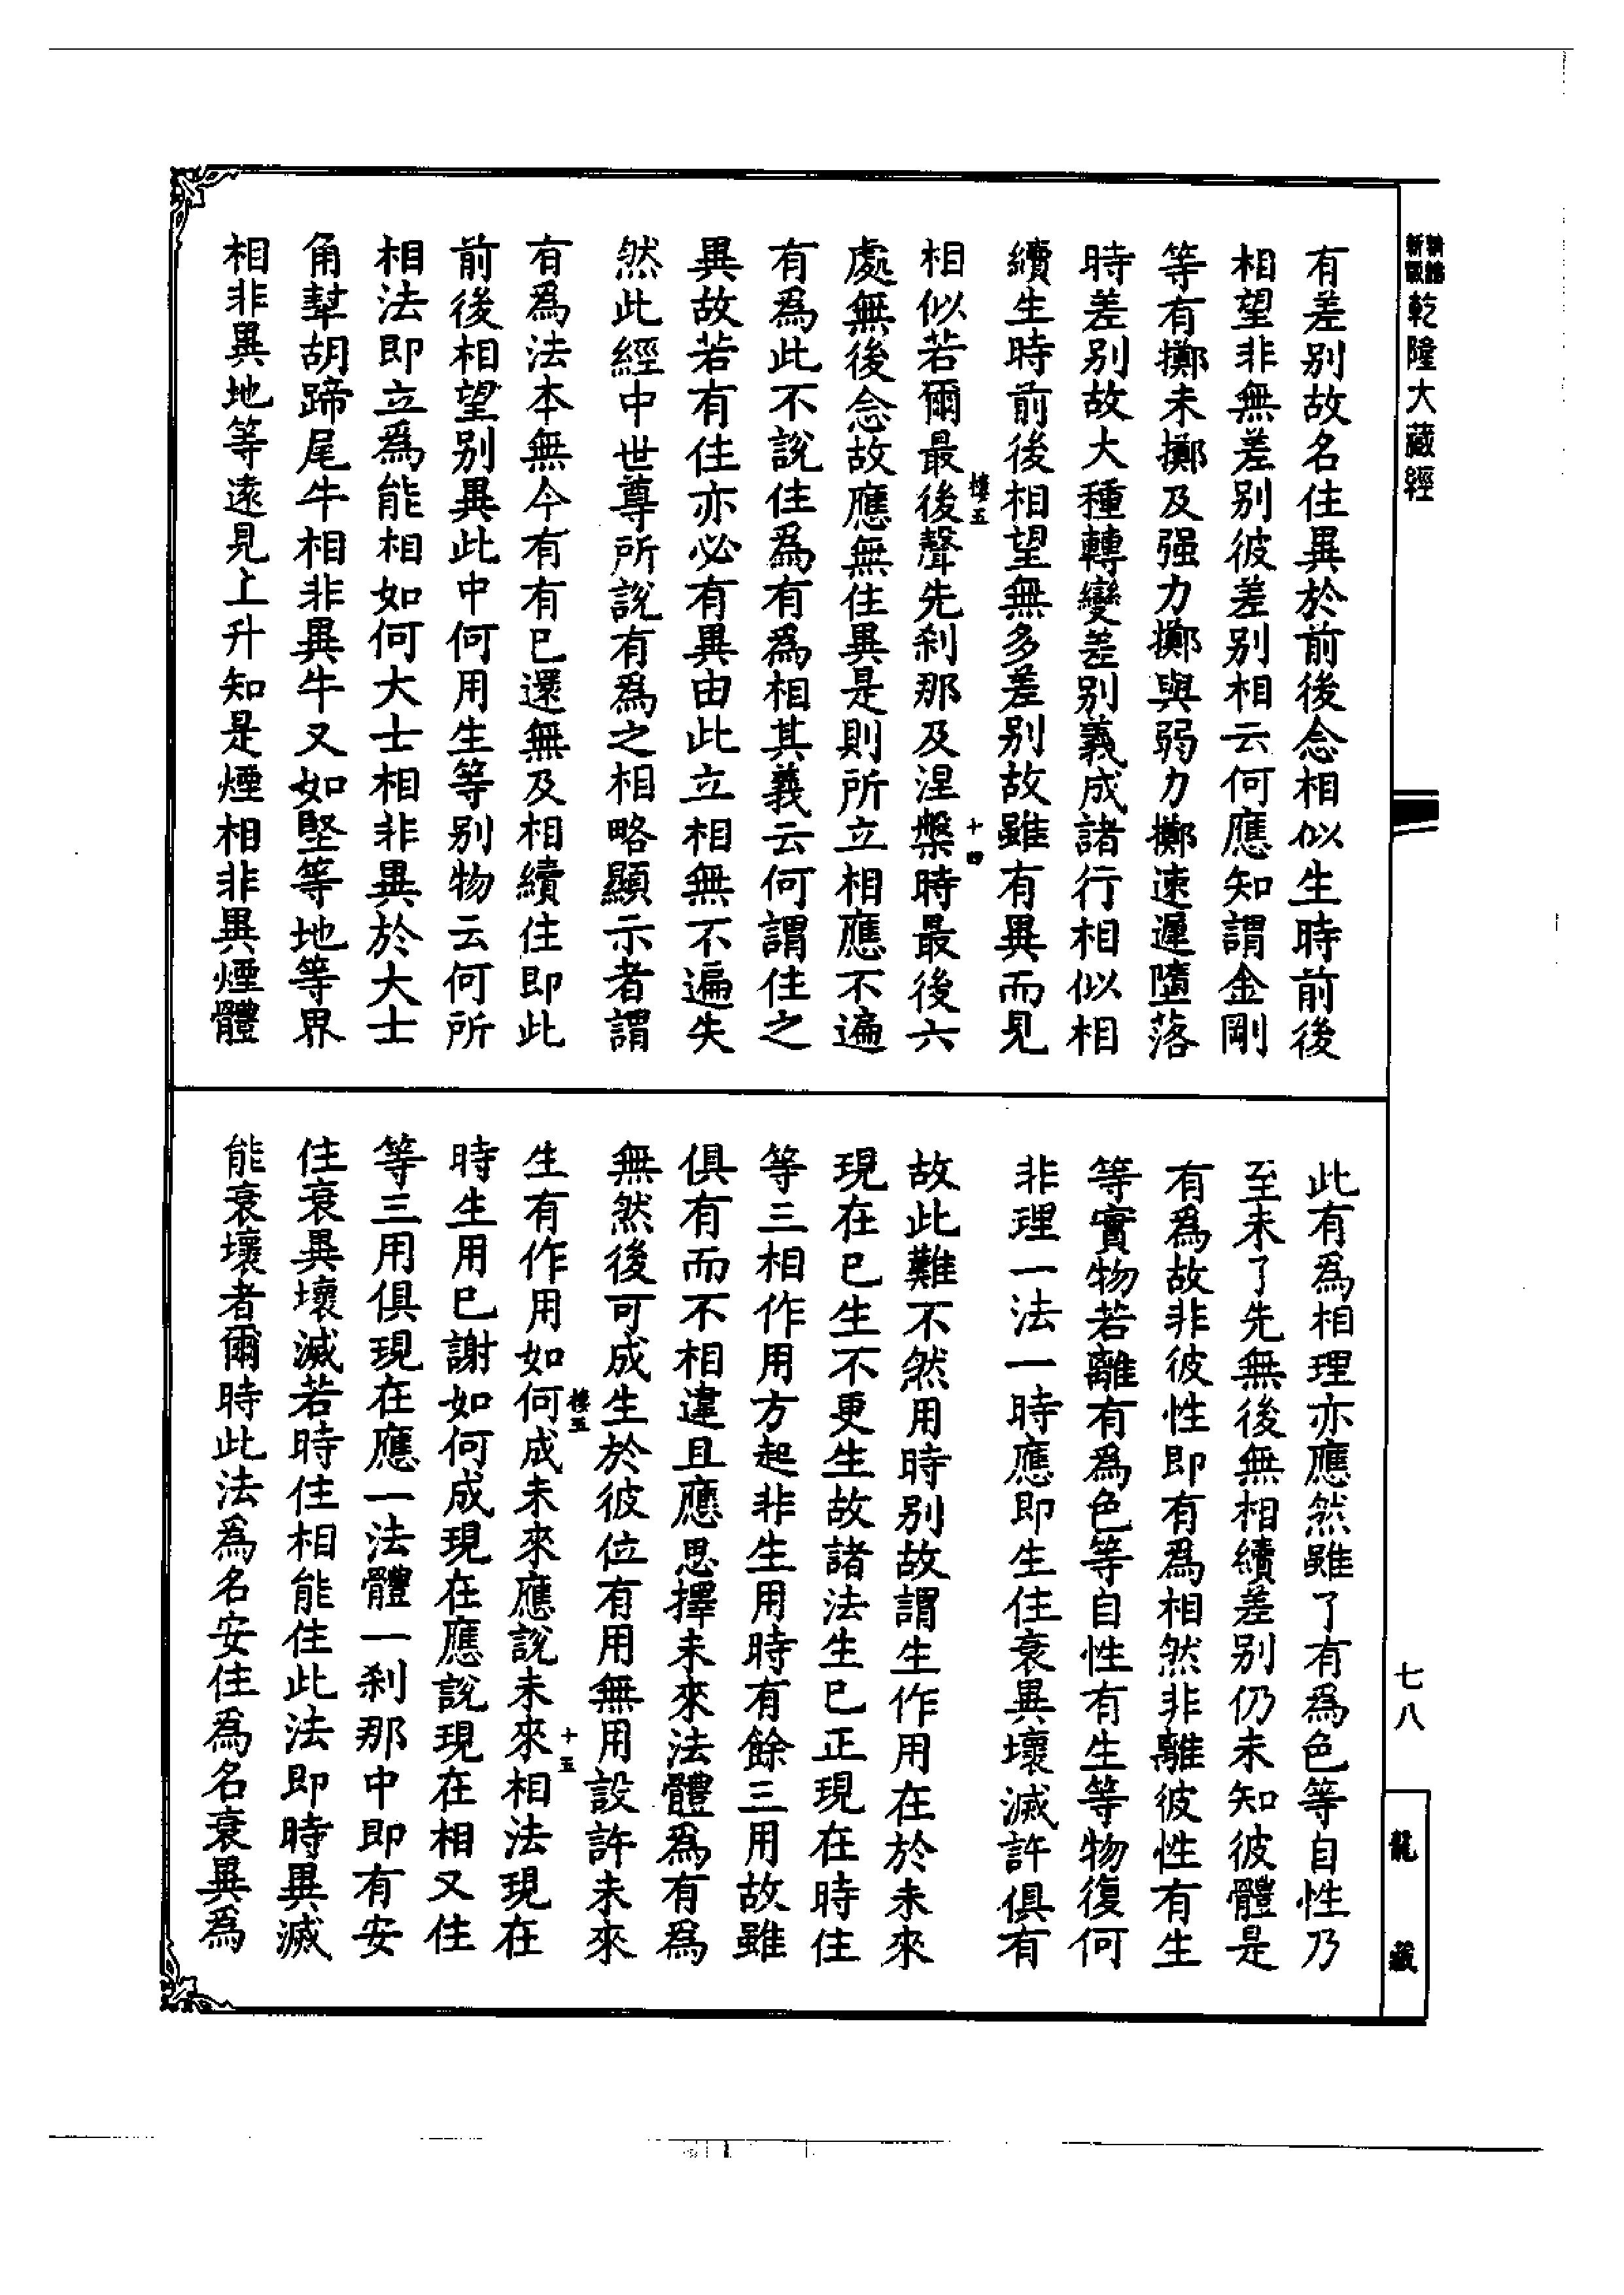 乾隆大藏經
有差别故名住異於前後念相似生時前後
相望非無差别彼差别相云何應知謂金剛
等有擲未擲及强力擲與弱力擲速遲墮落
時差别故大種轉變差别義成諸行相似相
續生時前後相望無多差别故雖有異而見
相似若爾最後聲先刹那及涅槃時最後六
樓五
十四
處無後念故應無住異是則所立相應不遍
有爲此不說住爲有爲相其義云何謂住之
異故若有住亦必有異由此立相無不遍失
然此經中世尊所說有爲之相略顯示者謂
有爲法本無今有有已還無及相續住即此
前後相望别異此中何用生等别物云何所
相法即立爲能相如何大士相非異於大士
角犎胡蹄尾牛相非異牛又如堅等地等界
相非異地等遠見上升知是煙相非異煙體
此有爲相理亦應然雖了有爲色等自性乃
至未了先無後無相續差别仍未知彼體是
有爲故非彼性即有爲相然非離彼性有生
等實物若離有爲色等自性有生等物復何
非理一法一時應即生住衰異壞滅許俱有
故此難不然用時别故謂生作用在於未來
現在已生不更生故諸法生已正現在時住
等三相作用方起非生用時有餘三用故雖
俱有而不相違且應思擇未來法體爲有爲
無然後可成生於彼位有用無用設許未來
生有作用如何成未來應說未來相法現在
樓五
十五
時生用已謝如何成現在應說現在相又住
等三用俱現在應一法體一刹那中即有安
住衰異壞滅若時住相能住此法即時異滅
能衰壞者爾時此法爲名安住爲名衰異爲
七八
龍藏